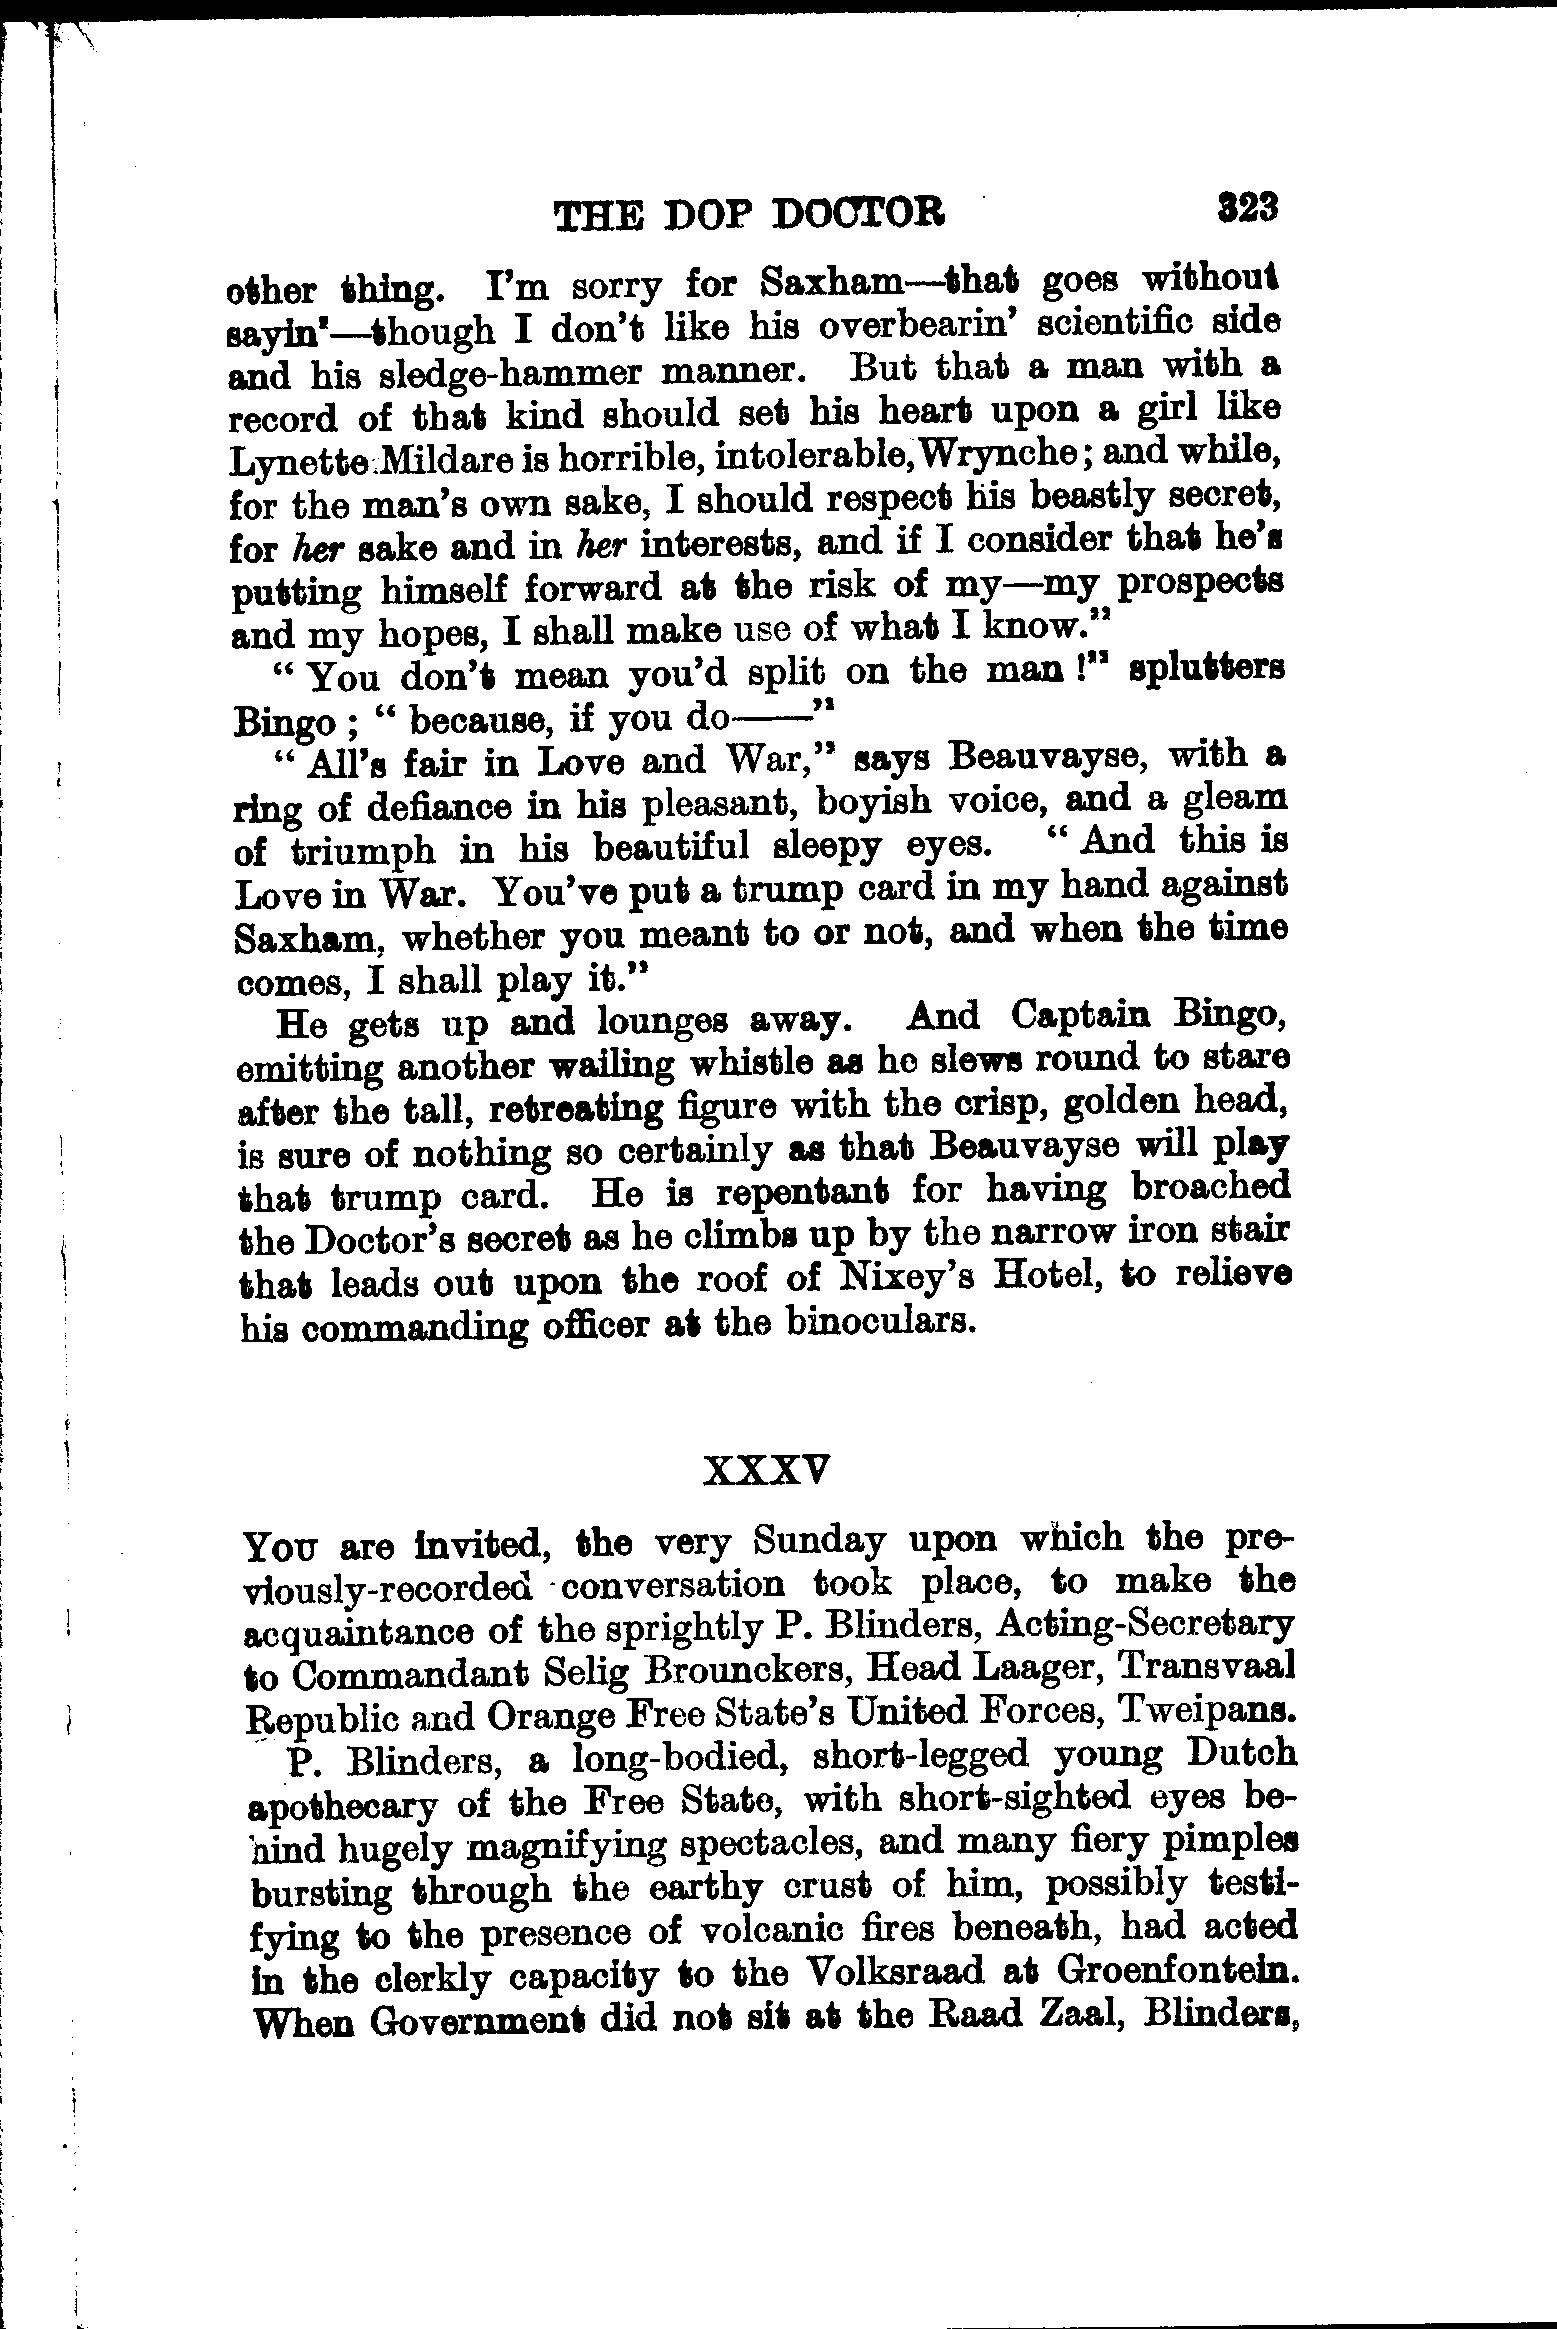 THE DOP DOCTOR 323
other thing. I'm sorry for Saxham—that goes without
sayin'—though I don't like his overbearin' scientific side
and his sledge-hammer manner. But that a man with a
record of that kind should set his heart upon a girl like
Lynette Mildare is horrible, intolerable, Wrynche; and while,
for the man's own sake, I should respect his beastly secret,
for her sake and in her interests, and if I consider that he's
putting himself forward at the risk of my—my prospects
and my hopes, I shall make use of what I know."
"You don't mean you'd split on the man!" splutters
Bingo; "because, if you do——"
"All's fair in Love and War," says Beauvayse, with a
ring of defiance in his pleasant, boyish voice, and a gleam
of triumph in his beautiful sleepy eyes. "And this is
Love in War. You've put a trump card in my hand against
Saxham, whether you meant to or not, and when the time
comes, I shall play it."
He gets up and lounges away. And Captain Bingo,
emitting another wailing whistle as he slews round to stare
after the tall, retreating figure with the crisp, golden head,
is sure of nothing so certainly as that Beauvayse will play
that trump card. He is repentant for having broached
the Doctor's secret as he climbs up by the narrow iron stair
that leads out upon the roof of Nixey's Hotel, to relieve
his commanding officer at the binoculars.
XXXV
YOU are invited, the very Sunday upon which the pre-
viously-recorded conversation took place, to make the
acquaintance of the sprightly P. Blinders, Acting-Secretary
to Commandant Selig Brounckers, Head Laager, Transvaal
Republic and Orange Free State's United Forces, Tweipans.
P. Blinders, a long-bodied, short-legged young Dutch
apothecary of the Free State, with short-sighted eyes be-
hind hugely magnifying spectacles, and many fiery pimples
bursting through the earthy crust of him, possibly testi-
fying to the presence of volcanic fires beneath, had acted
in the clerkly capacity to the Volksraad at Groenfontein.
When Government did not sit at the Raad Zaal, Blinders,